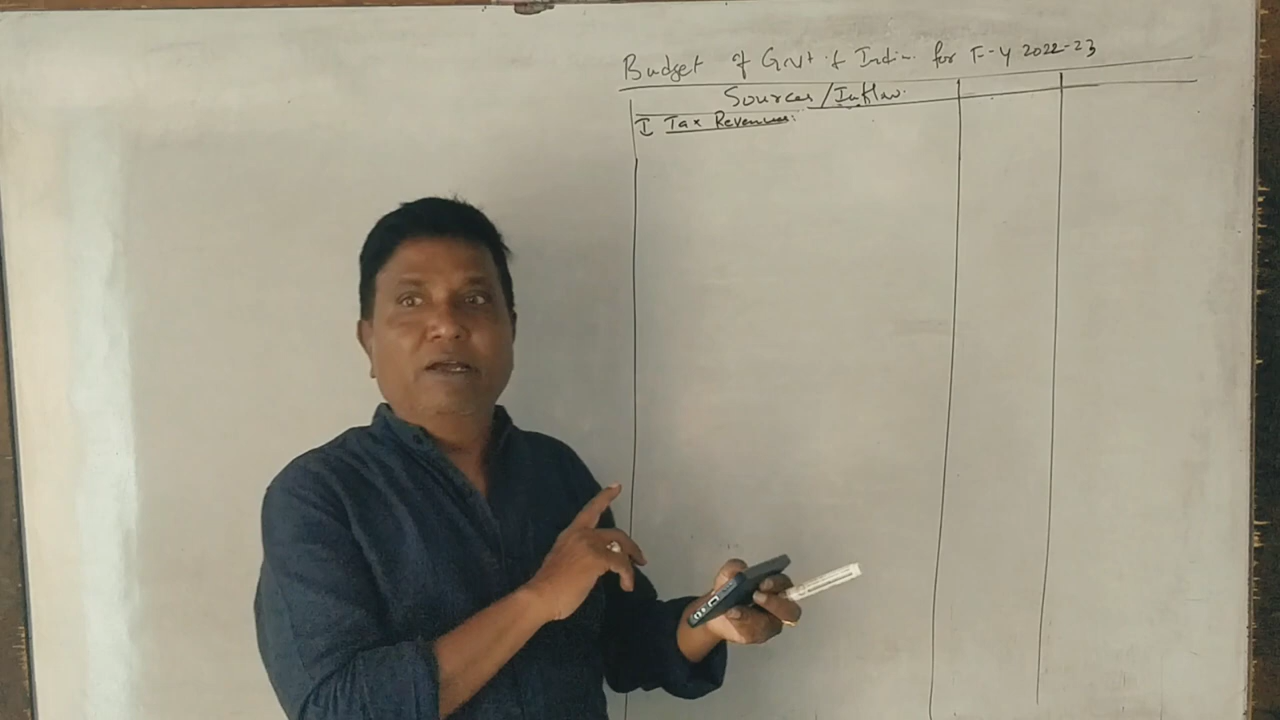 Budget of Govt of India for F-Y 2022-23
Sources/Inflow.
I Tax Revenues: